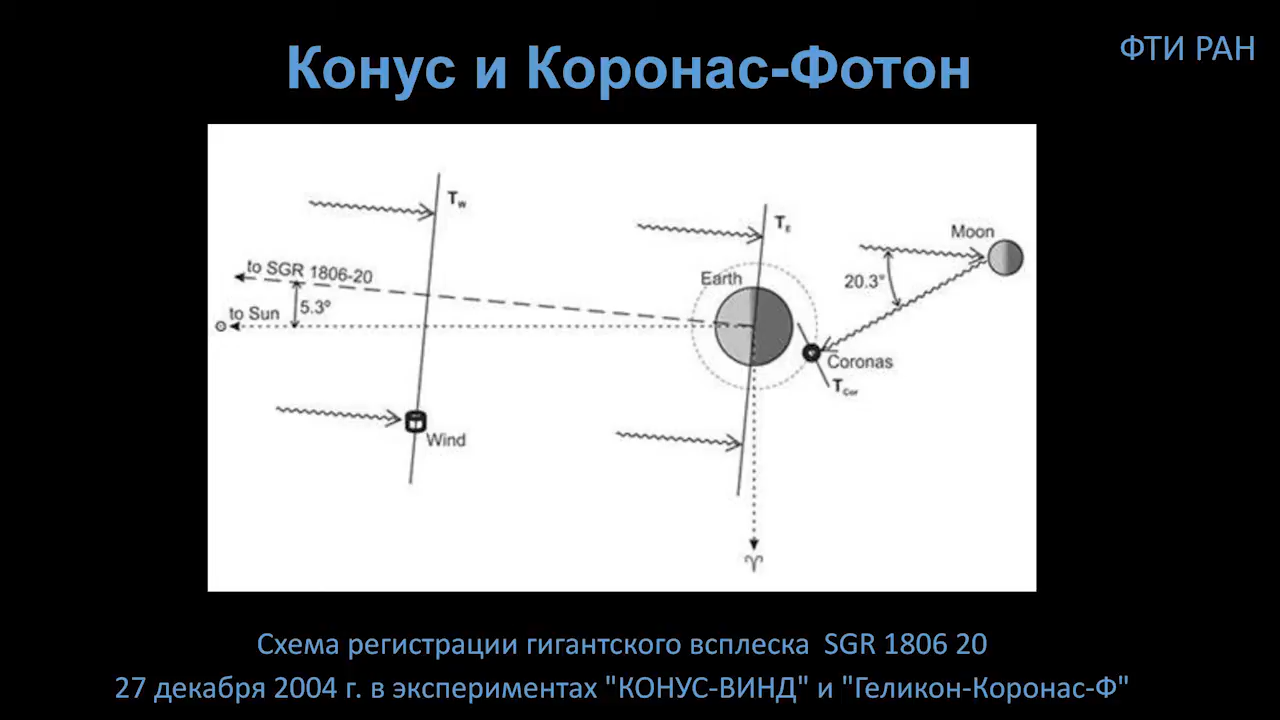 ФТИ РАН
Конус и Коронас-Фотон
Tw
TE
Moon
to SGR 1806-20
Earth
20.3°
5.3º
to Sun
Coronas
TCor
Wind
♈
Схема регистрации гигантского всплеска SGR 1806 20
27 декабря 2004 г. в экспериментах "КОНУС-ВИНД" и "Геликон-Коронас-Ф"